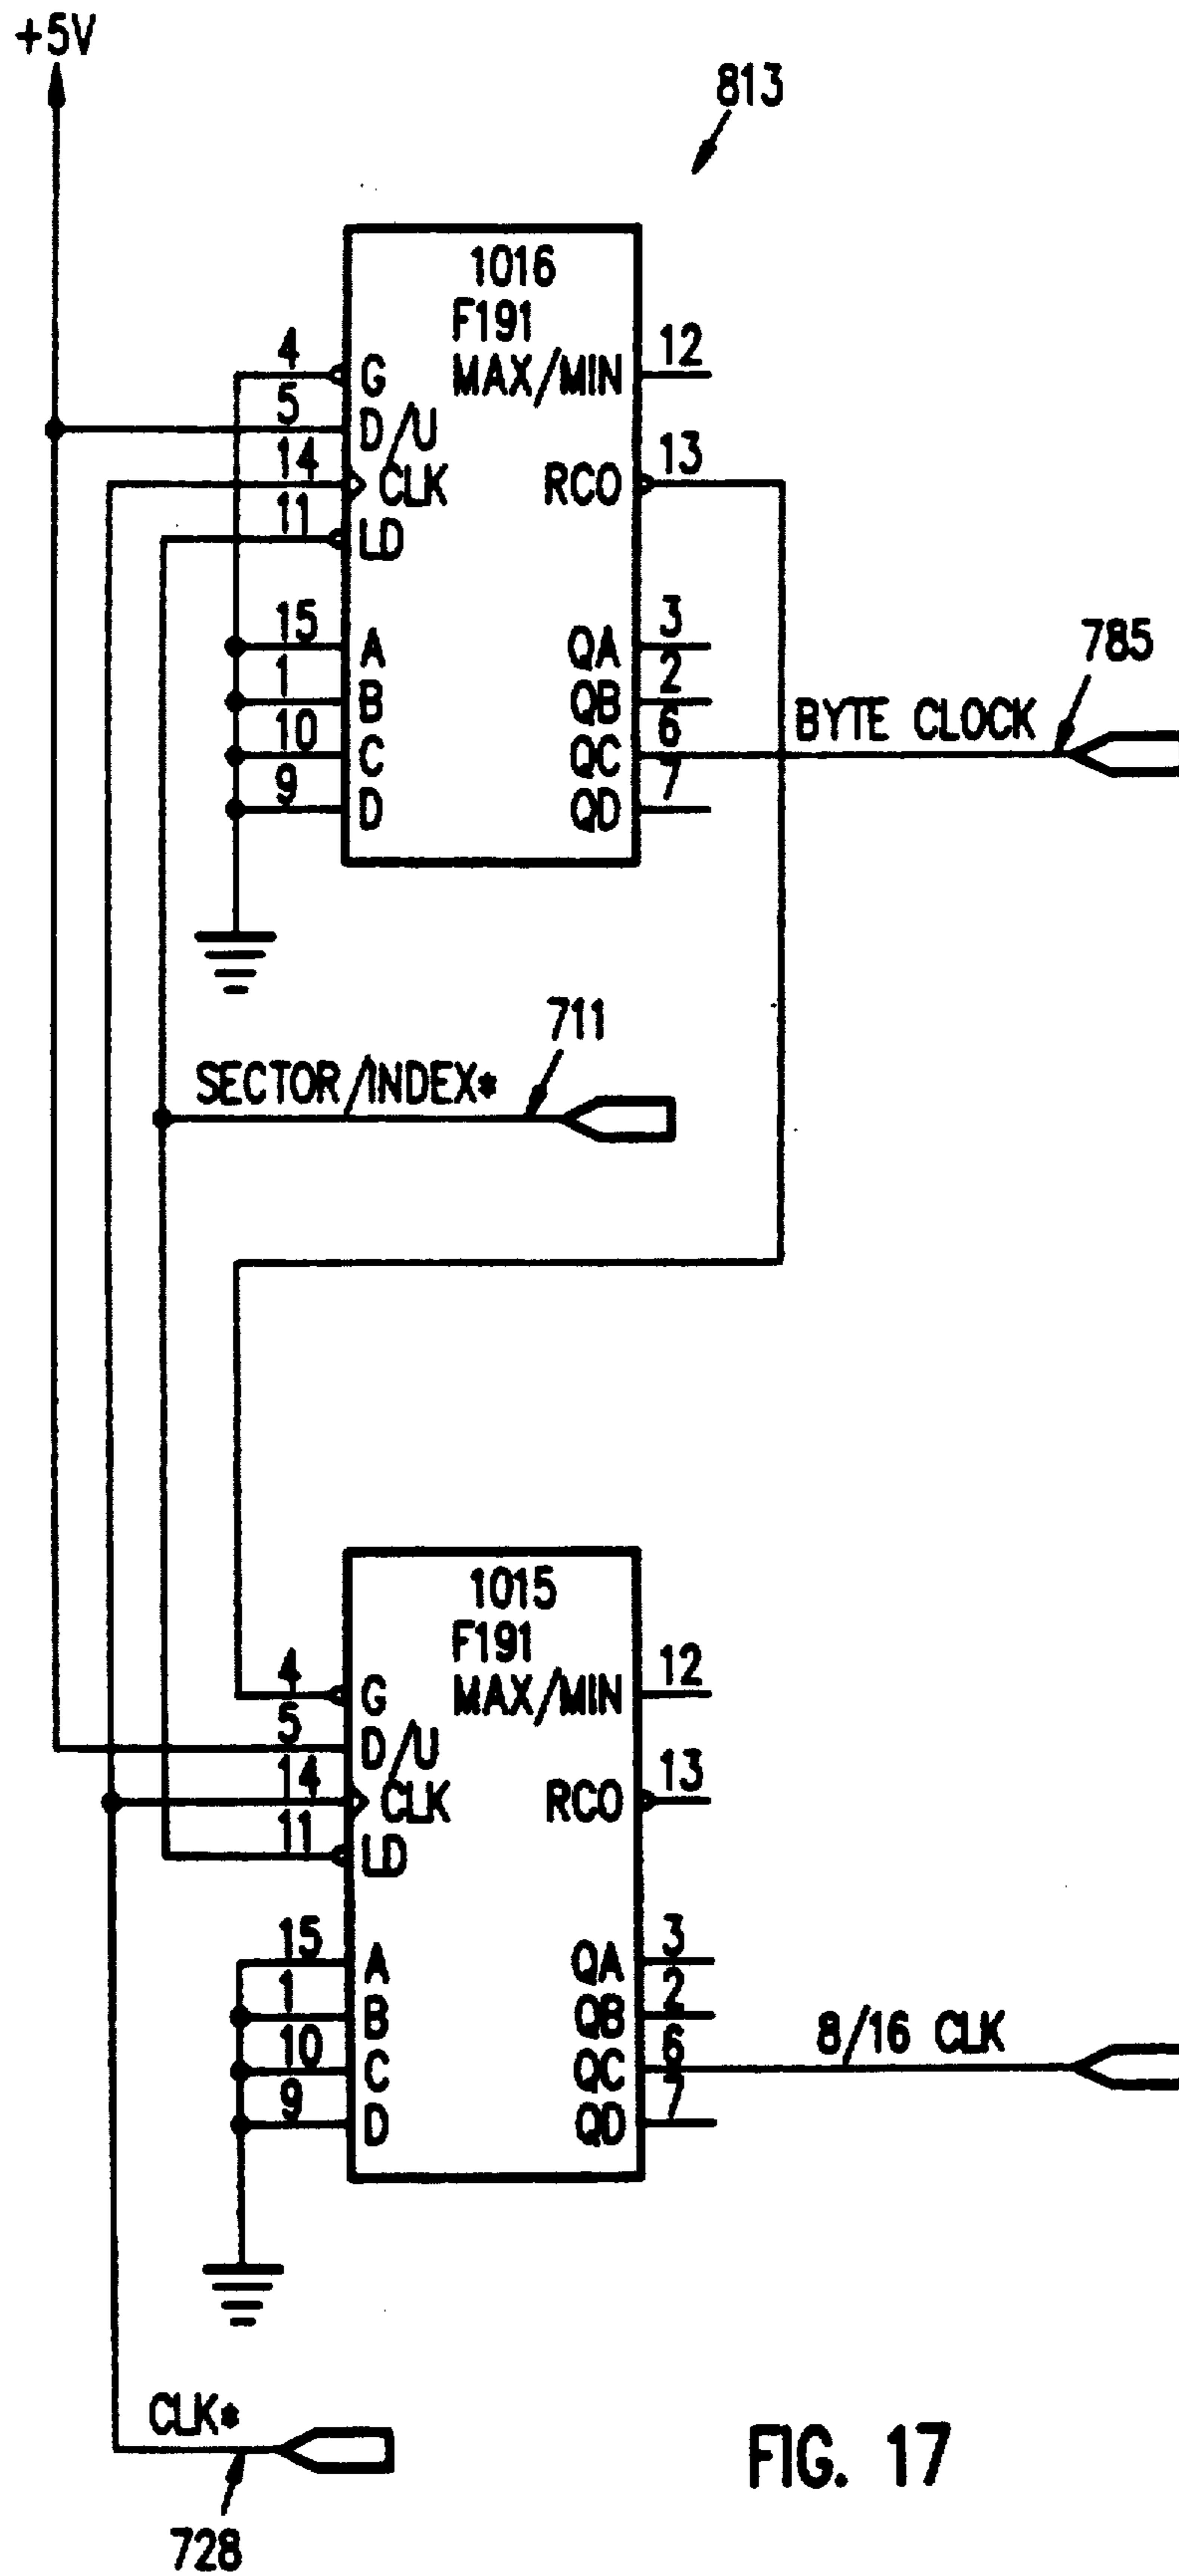 +5V
813
1016
F191
4 G MAX/MIN 12
5 D/U
14 CLK RCO 13
11 LD
15 A QA 3
1 B QB 2
10 C QC 6 BYTE CLOCK 785
9 D QD 7
711
SECTOR/INDEX*
1015
F191
4 G MAX/MIN 12
5 D/U
14 CLK RCO 13
11 LD
15 A QA 3
1 B QB 2
10 C QC 6 8/16 CLK
9 D QD 7
CLK*
728
FIG. 17